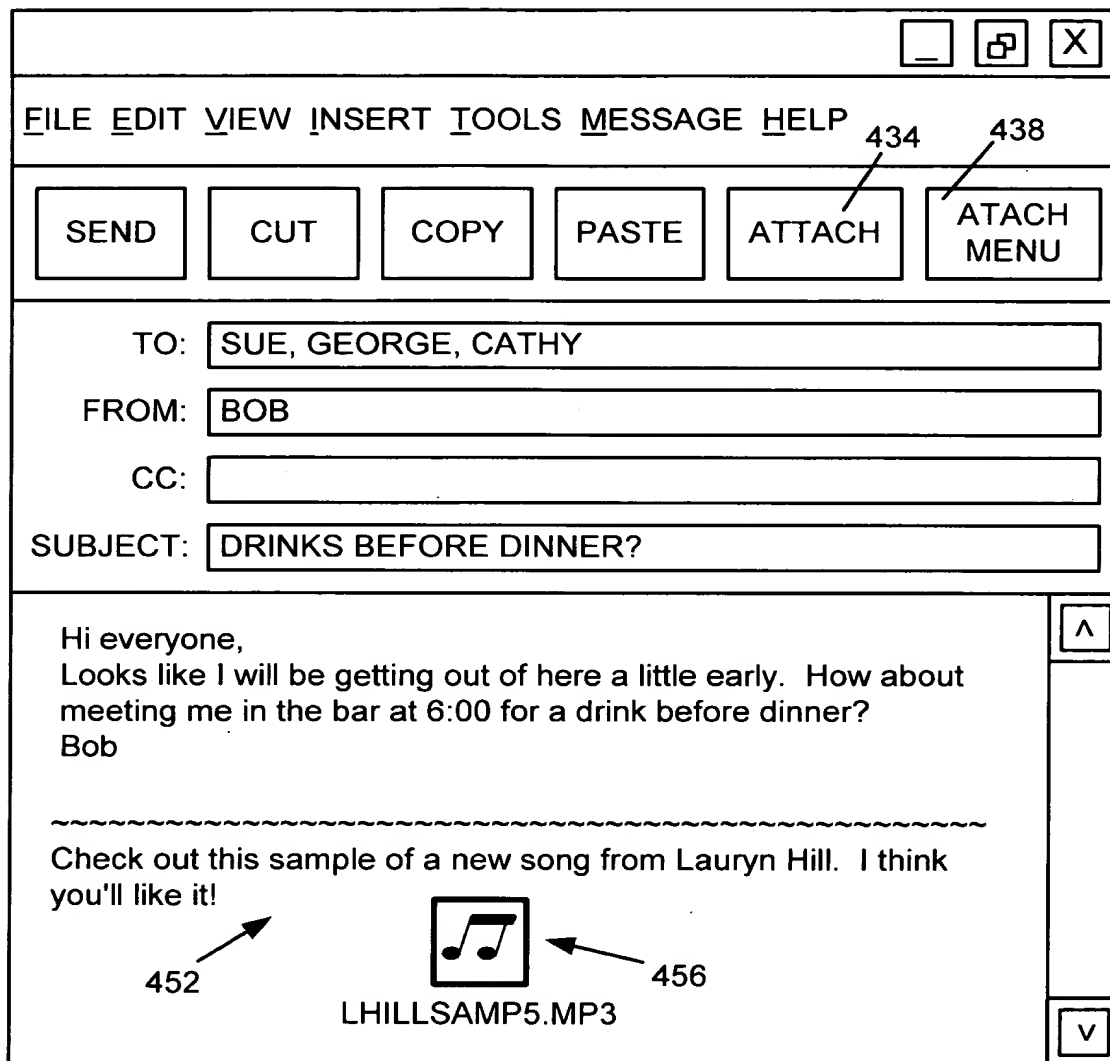 _ X
FILE EDIT VIEW INSERT TOOLS MESSAGE HELP
434 438
SEND CUT COPY PASTE ATTACH ATACH
MENU
TO: SUE, GEORGE, CATHY
FROM: BOB
CC:
SUBJECT: DRINKS BEFORE DINNER?
Hi everyone,
Looks like I will be getting out of here a little early. How about
meeting me in the bar at 6:00 for a drink before dinner?
Bob
~~~~~~~~~~~~~~~~~~~~~~~~~~~~~~~~~~~~~~~~~~~~~~~~~
Check out this sample of a new song from Lauryn Hill. I think
you'll like it!
452 456
LHILLSAMP5.MP3